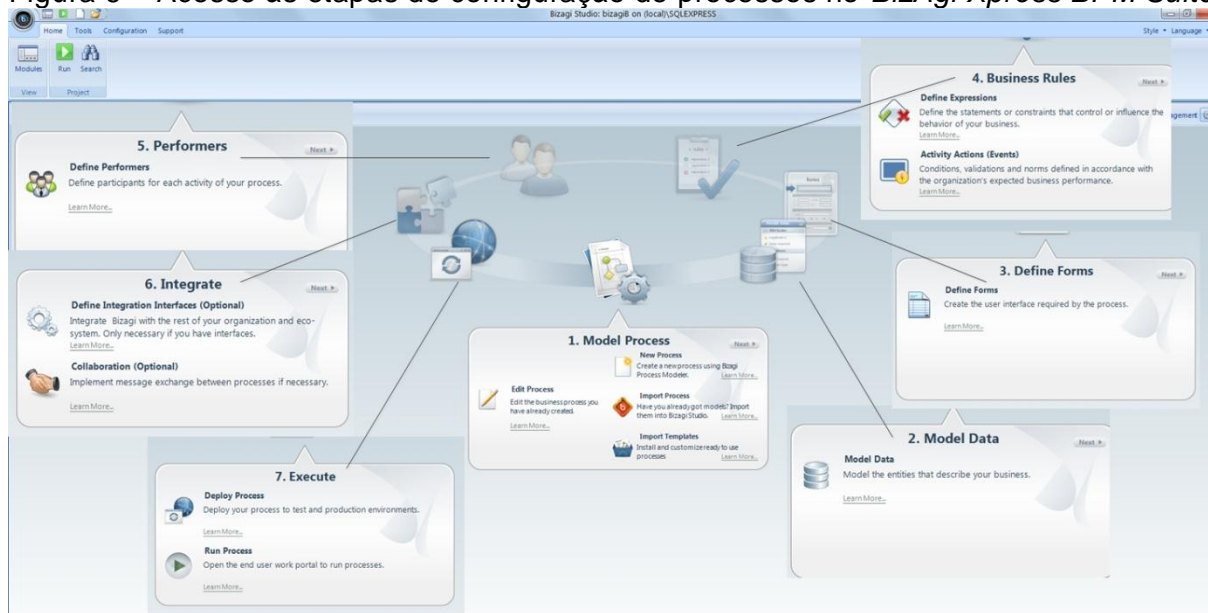 Figura 6 – Acesso às etapas de configuração de processos no BizAgi Xpress BPM Suite
Bizagi Studio: bizagiB on (local)\SQLEXPRESS
Home Tools Configuration Support
Style Language
Modules Run Search
View Project
5. Performers
Next
Define Performers
Define participants for each activity of your process.
Learn More...
4. Business Rules
Next
Define Expressions
Define the statements or constraints that control or influence the
behavior of your business.
Learn More...
Activity Actions (Events)
Conditions, validations and norms defined in accordance with
the organization's expected business performance.
Learn More...
6. Integrate
Next
Define Integration Interfaces (Optional)
Integrate Bizagi with the rest of your organization and eco-
system. Only necessary if you have interfaces.
Learn More...
Collaboration (Optional)
Implement message exchange between processes if necessary.
Learn More...
3. Define Forms
Next
Define Forms
Create the user interface required by the process.
Learn More...
1. Model Process
Next
New Process
Create a new process using Bizagi
Process Modeler. Learn More...
Edit Process
Edit the business process you
have already created.
Learn More...
Import Process
Have you already got models? Import
them into Bizagi Studio. Learn More...
Import Templates
Install and customize ready to use
processes Learn More...
2. Model Data
Next
Model Data
Model the entities that describe your business.
Learn More...
7. Execute
Deploy Process
Deploy your process to test and production environments.
Learn More...
Run Process
Open the end user work portal to run processes.
Learn More...